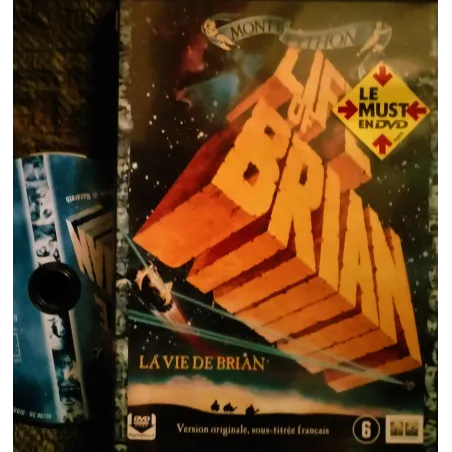 MONTY PYTHON
LIFE
OF
BRIAN
LE
MUST
EN DVD
LA VIE DE BRIAN
Version originale, sous-titrée français
6
DVD